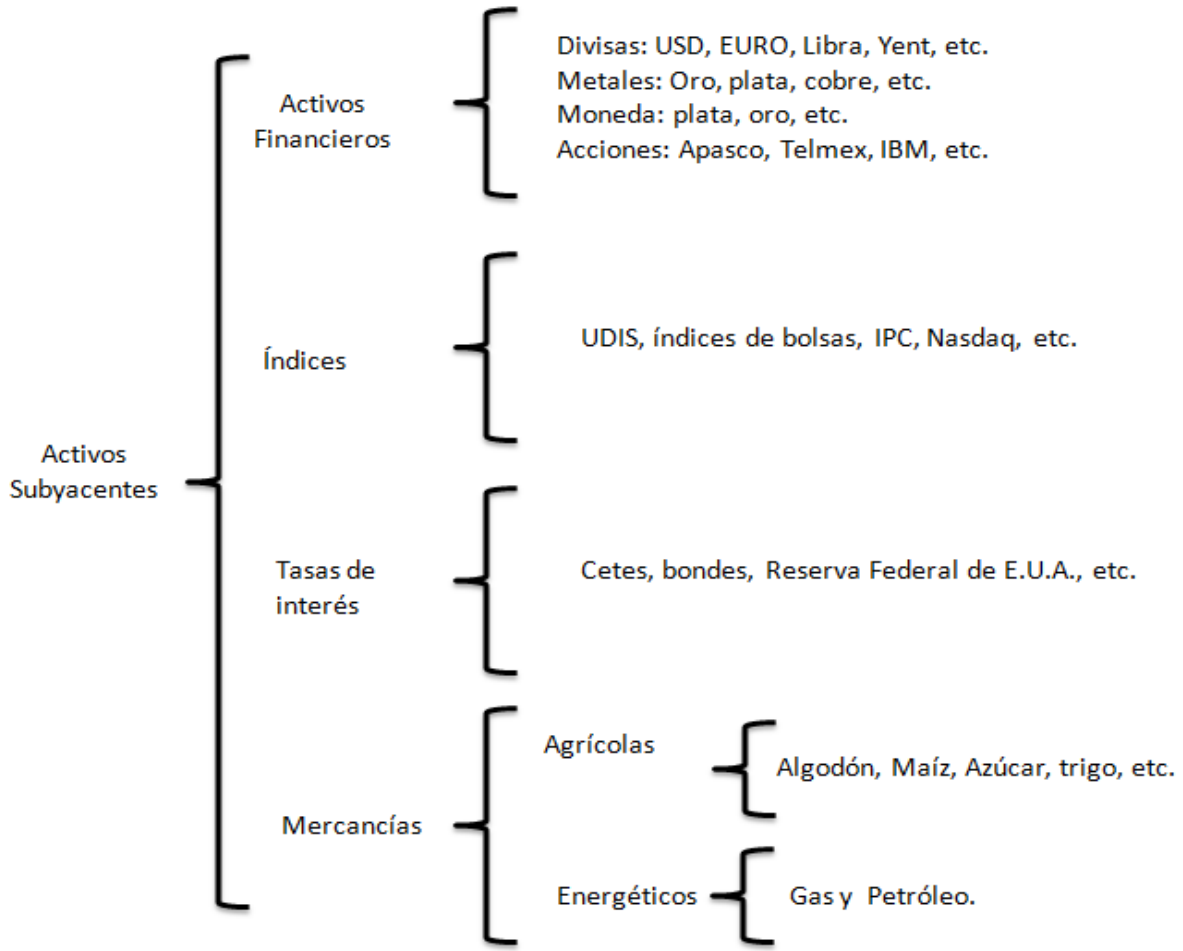 Activos
Subyacentes
Activos
Financieros
Divisas: USD, EURO, Libra, Yent, etc.
Metales: Oro, plata, cobre, etc.
Moneda: plata, oro, etc.
Acciones: Apasco, Telmex, IBM, etc.
Índices
UDIS, índices de bolsas, IPC, Nasdaq, etc.
Tasas de
interés
Cetes, bondes, Reserva Federal de E.U.A., etc.
Mercancías
Agrícolas
Algodón, Maíz, Azúcar, trigo, etc.
Energéticos
Gas y Petróleo.